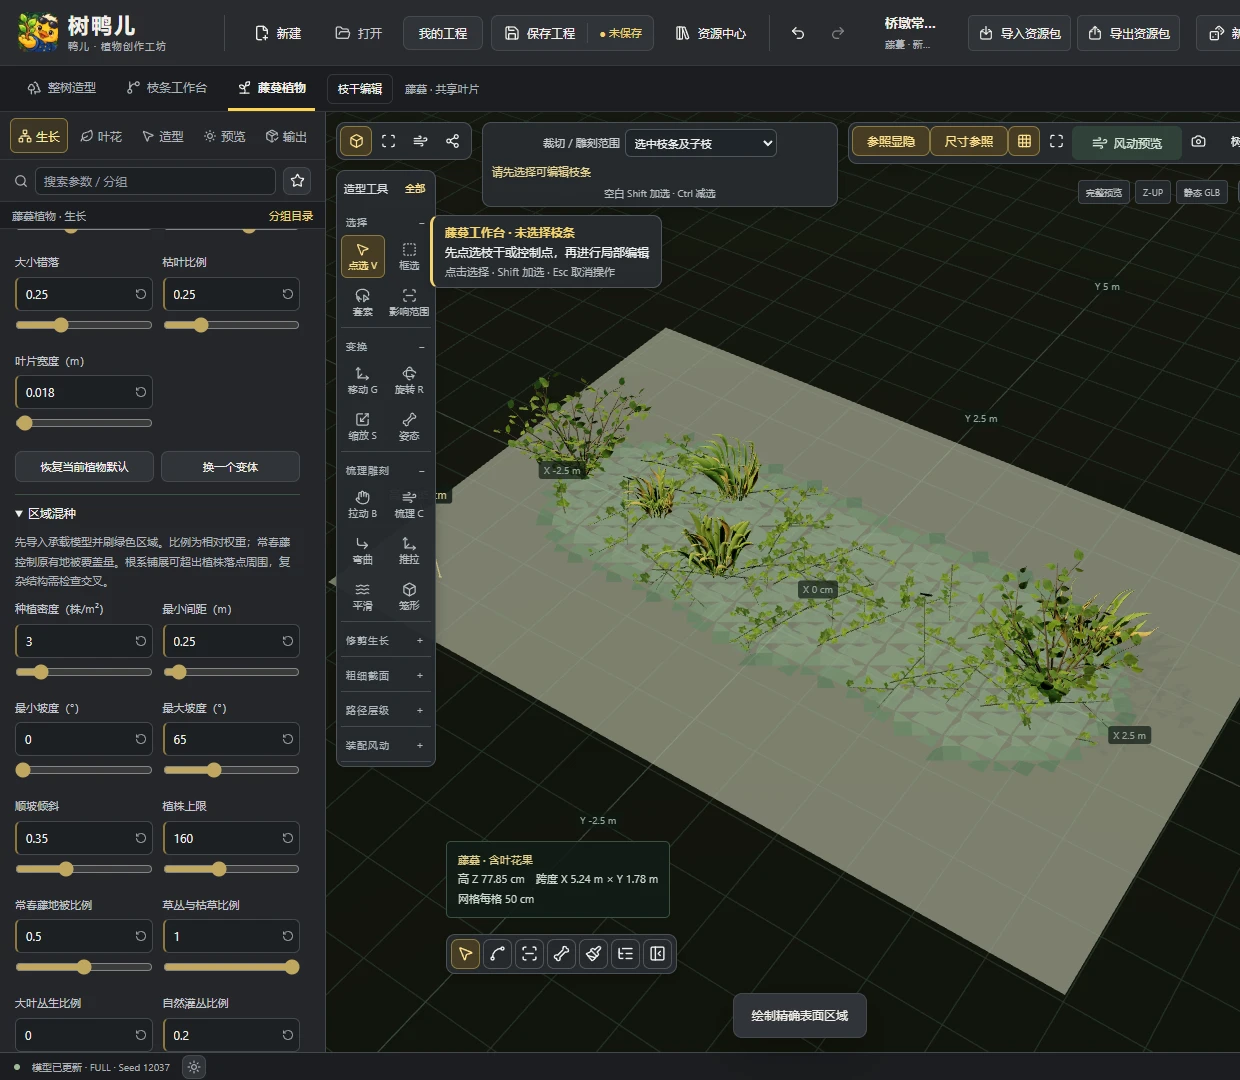 树鸭儿
鸭儿 · 植物创作工坊
新建
打开
我的工程
保存工程
● 未保存
资源中心
桥墩常...
藤蔓 · 新...
导入资源包
导出资源包
新
整树造型
枝条工作台
藤蔓植物
枝干编辑
藤蔓 · 共享叶片
生长
叶花
造型
预览
输出
搜索参数 / 分组
藤蔓植物 · 生长
分组目录
大小错落
枯叶比例
0.25
0.25
叶片宽度（m）
0.018
恢复当前植物默认
换一个变体
▼ 区域混种
先导入承载模型并刷绿色区域。比例为相对权重；常春藤
控制原有地被覆盖量。根系铺展可超出植株落点周围，复
杂结构需检查交叉。
种植密度（株/m²）
最小间距（m）
3
0.25
最小坡度（°）
最大坡度（°）
0
65
顺坡倾斜
植株上限
0.35
160
常春藤地被比例
草丛与枯草比例
0.5
1
大叶丛生比例
自然灌丛比例
0
0.2
裁切 / 雕刻范围
选中枝条及子枝
请先选择可编辑枝条
空白 Shift 加选 · Ctrl 减选
参照显隐
尺寸参照
风动预览
树
完整预览
Z-UP
静态 GLB
造型工具
全部
选择
−
点选 V
框选
套索
影响范围
变换
−
移动 G
旋转 R
缩放 S
姿态
梳理雕刻
−
拉动 B
梳理 C
弯曲
推拉
平滑
笼形
修剪生长
+
粗细截面
+
路径层级
+
装配风动
+
藤蔓工作台 · 未选择枝条
先点选枝干或控制点，再进行局部编辑
点击选择 · Shift 加选 · Esc 取消操作
Y 5 m
Y 2.5 m
X -2.5 m
cm
X 0 cm
X 2.5 m
Y -2.5 m
藤蔓 · 含叶花果
高 Z 77.85 cm 跨度 X 5.24 m × Y 1.78 m
网格每格 50 cm
绘制精确表面区域
模型已更新 · FULL · Seed 12037